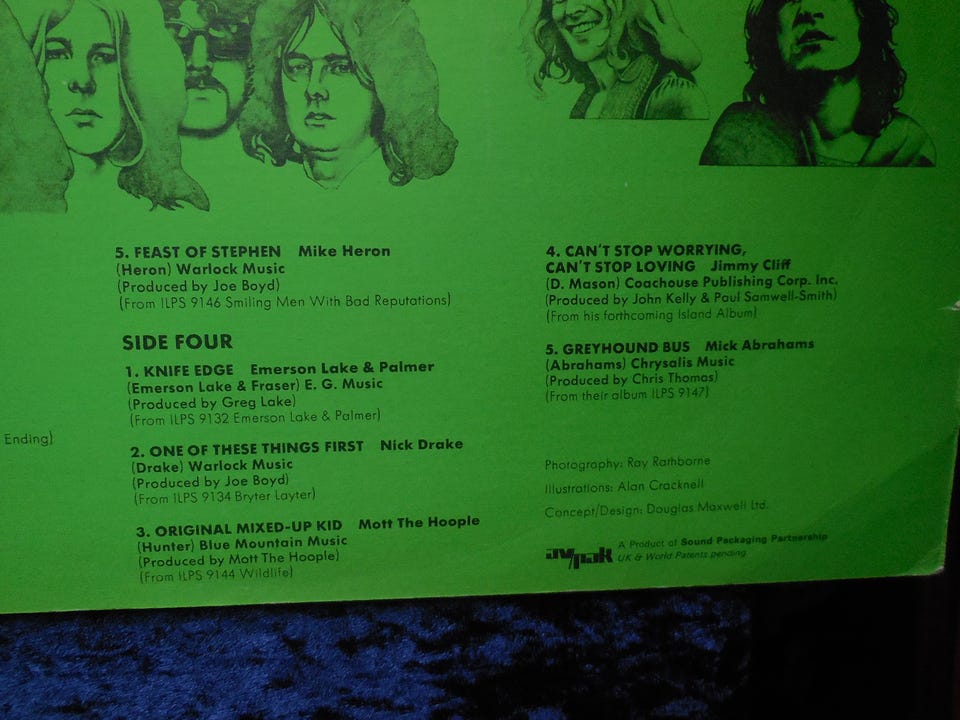 5. FEAST OF STEPHEN Mike Heron
(Heron) Warlock Music
(Produced by Joe Boyd)
(From ILPS 9146 Smiling Men With Bad Reputations)
SIDE FOUR
1. KNIFE EDGE Emerson Lake & Palmer
(Emerson Lake & Fraser) E. G. Music
(Produced by Greg Lake)
(From ILPS 9132 Emerson Lake & Palmer)
Ending)
2. ONE OF THESE THINGS FIRST Nick Drake
(Drake) Warlock Music
(Produced by Joe Boyd)
(From ILPS 9134 Bryter Layter)
3. ORIGINAL MIXED-UP KID Mott The Hoople
(Hunter) Blue Mountain Music
(Produced by Mott The Hoople)
(From ILPS 9144 Wildlife)
4. CAN'T STOP WORRYING,
CAN'T STOP LOVING Jimmy Cliff
(D. Mason) Coachouse Publishing Corp. Inc.
(Produced by John Kelly & Paul Samwell-Smith)
(From his forthcoming Island Album)
5. GREYHOUND BUS Mick Abrahams
(Abrahams) Chrysalis Music
(Produced by Chris Thomas)
(From their album ILPS 9147)
Photography: Ray Rathborne
Illustrations: Alan Cracknell
Concept/Design: Douglas Maxwell Ltd.
A Product of Sound Packaging Partnership
UK & World Patents pending